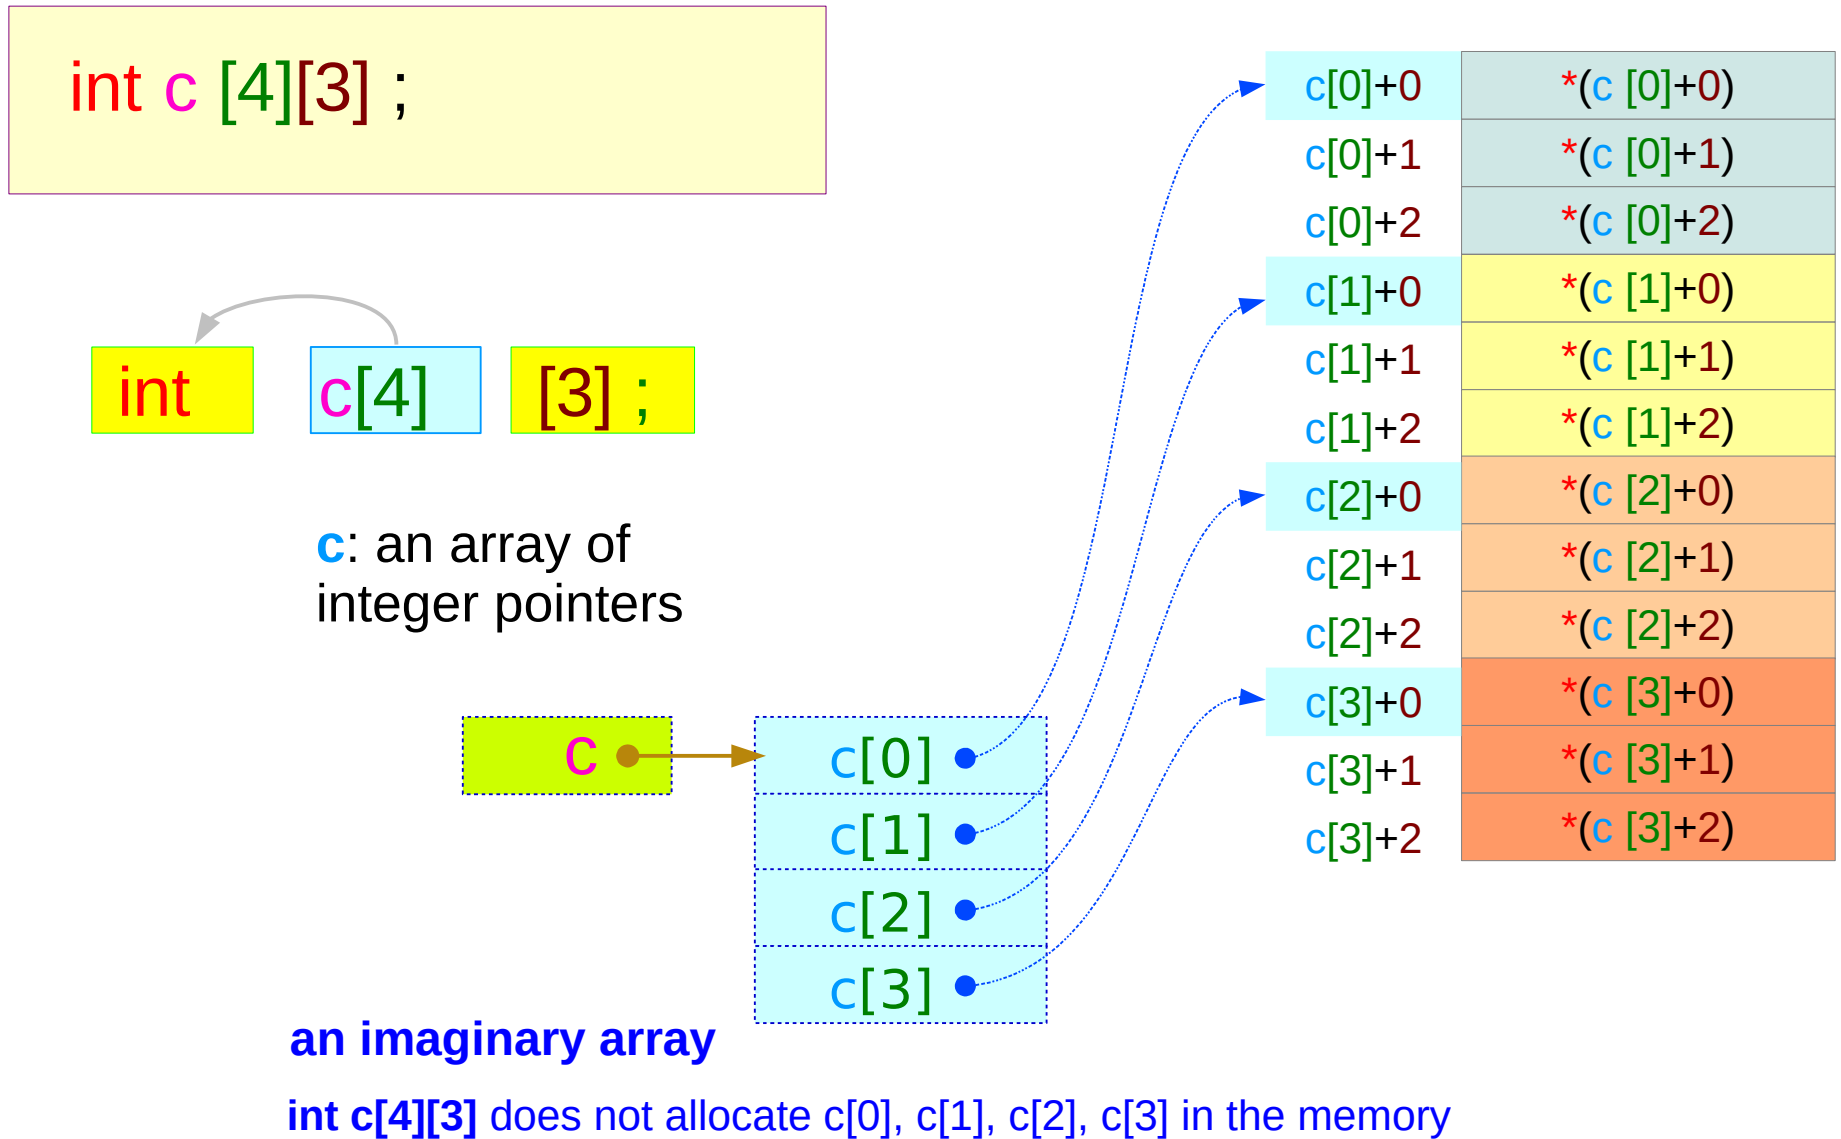 int c [4][3] ;
int c[4] [3] ;
c: an array of
integer pointers
c
c[0]
c[1]
c[2]
c[3]
an imaginary array
int c[4][3] does not allocate c[0], c[1], c[2], c[3] in the memory
c[0]+0 *(c [0]+0)
c[0]+1 *(c [0]+1)
c[0]+2 *(c [0]+2)
c[1]+0 *(c [1]+0)
c[1]+1 *(c [1]+1)
c[1]+2 *(c [1]+2)
c[2]+0 *(c [2]+0)
c[2]+1 *(c [2]+1)
c[2]+2 *(c [2]+2)
c[3]+0 *(c [3]+0)
c[3]+1 *(c [3]+1)
c[3]+2 *(c [3]+2)